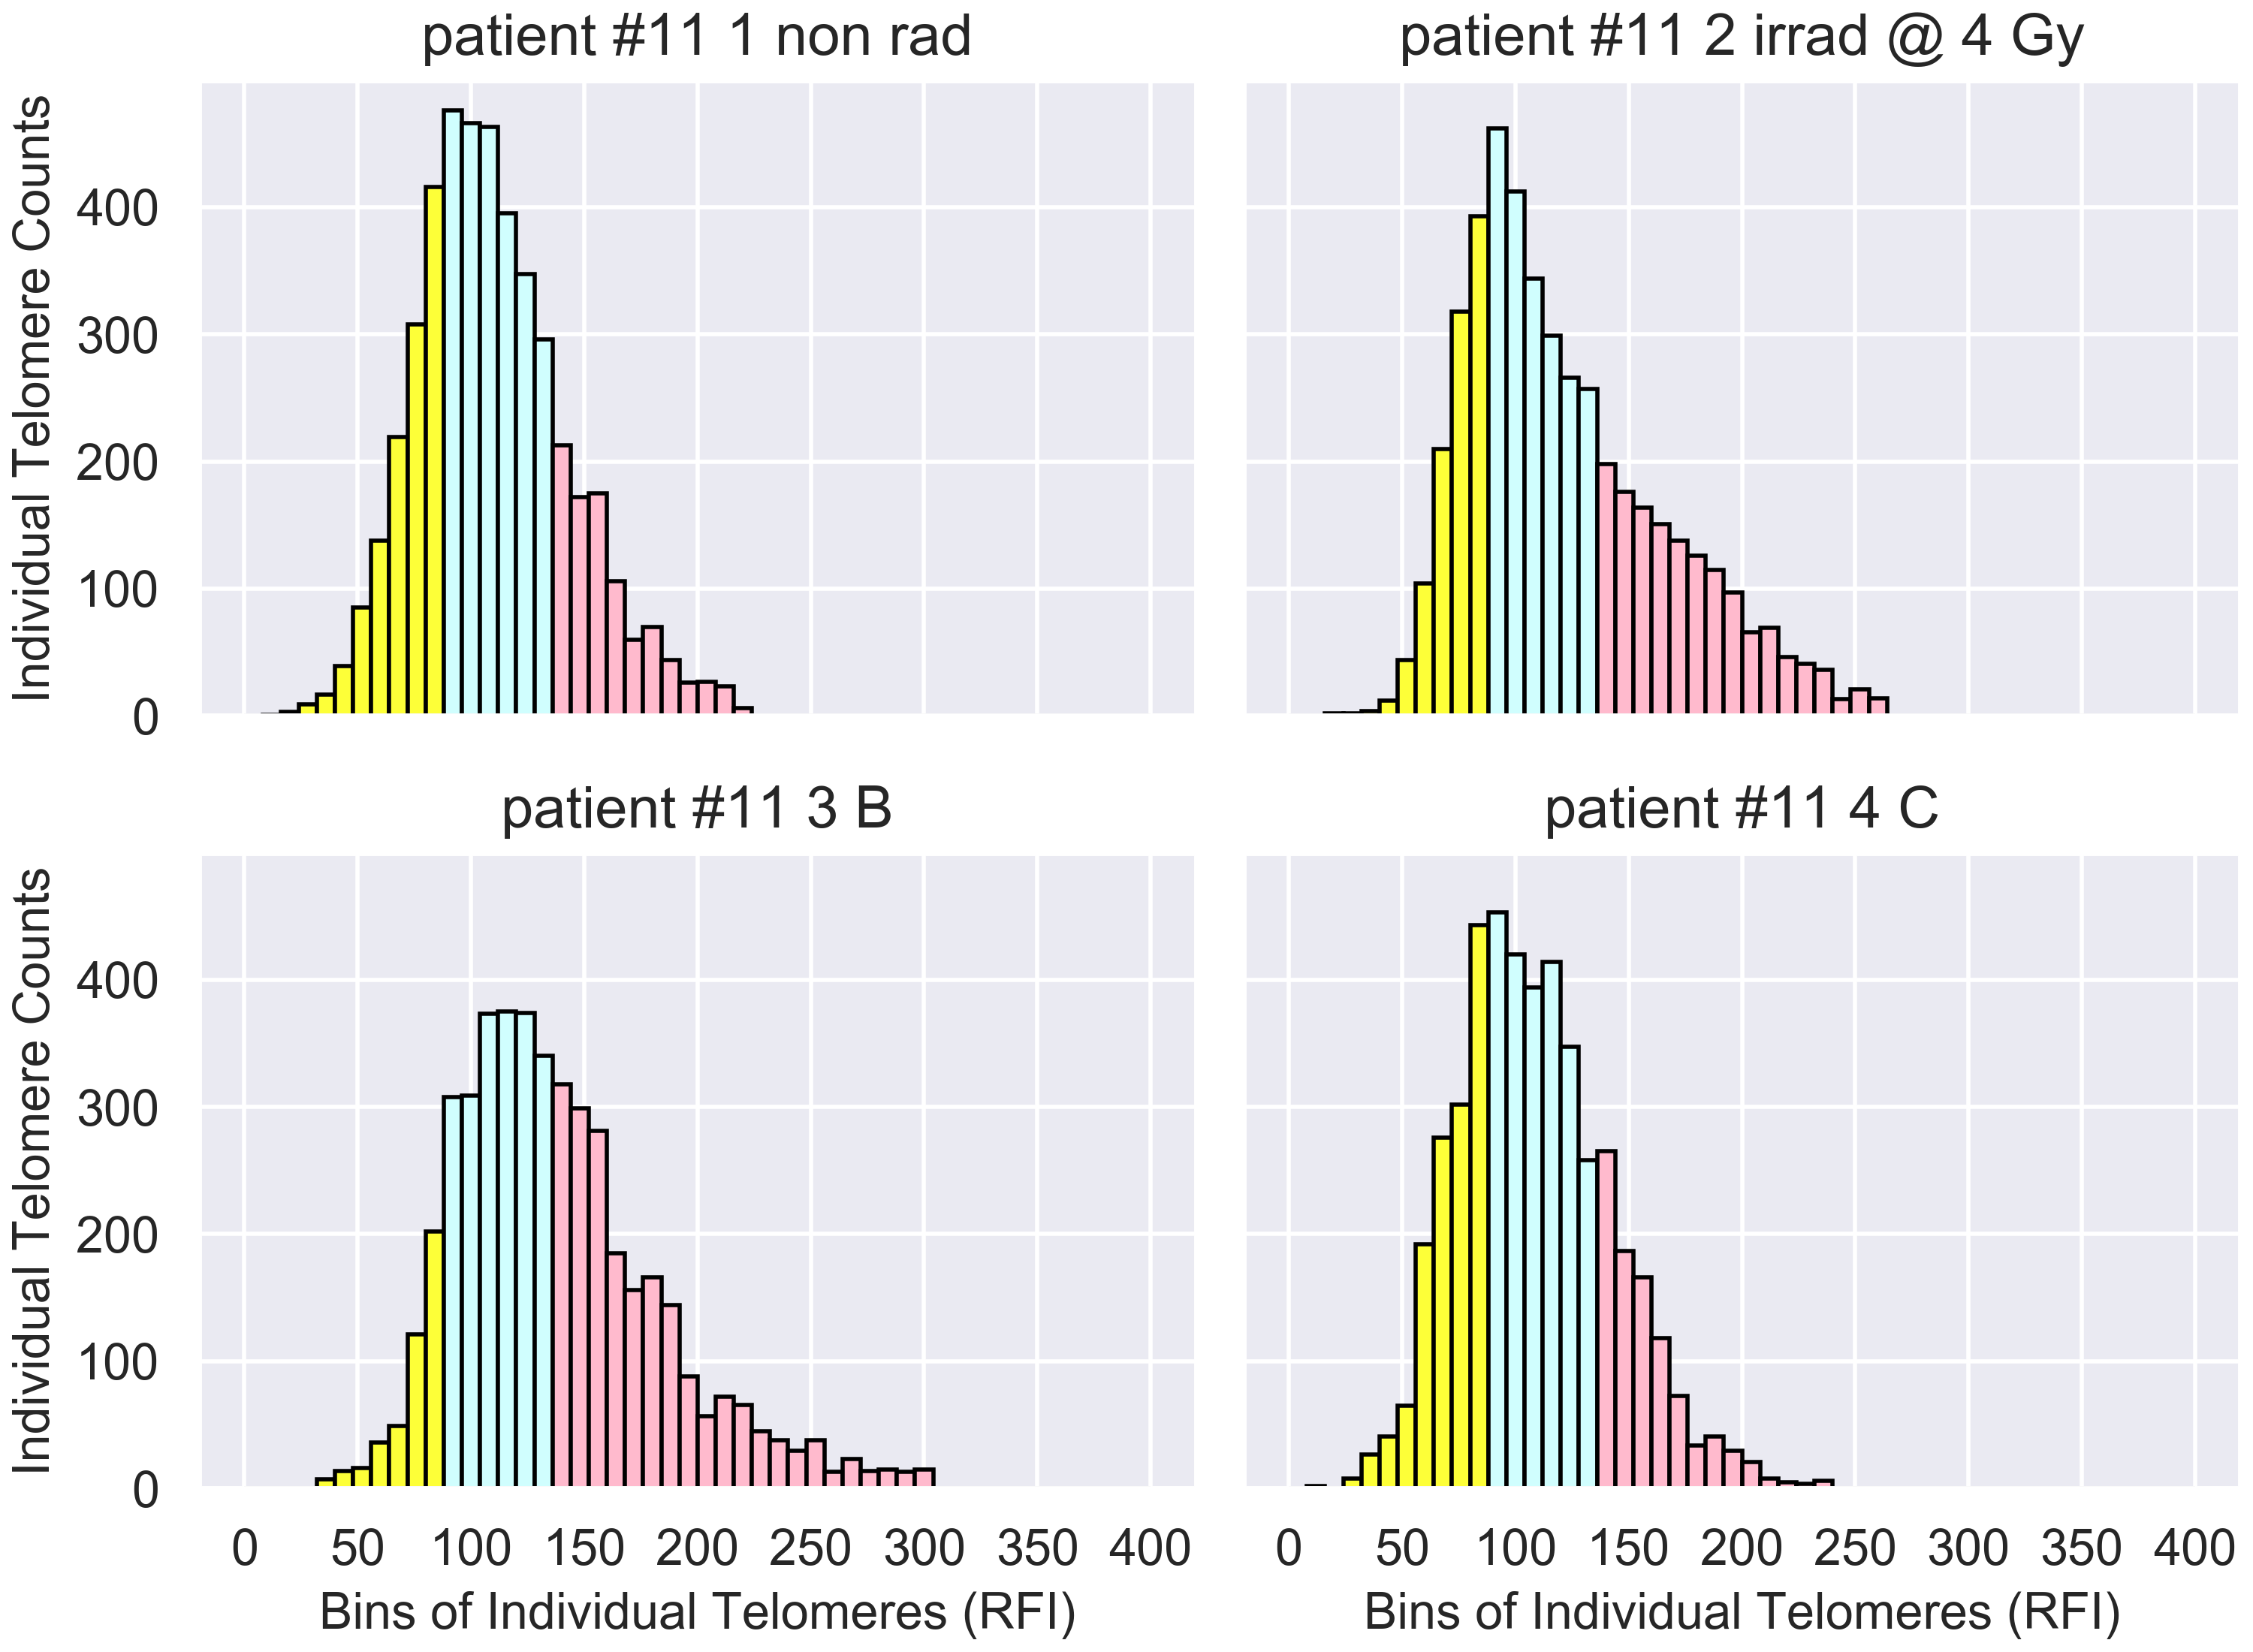 patient #11 1 non rad
patient #11 2 irrad @ 4 Gy
Individual Telomere Counts
400
300
200
100
0
patient #11 3 B
patient #11 4 C
Individual Telomere Counts
400
300
200
100
0
0 50 100 150 200 250 300 350 400
0 50 100 150 200 250 300 350 400
Bins of Individual Telomeres (RFI)
Bins of Individual Telomeres (RFI)